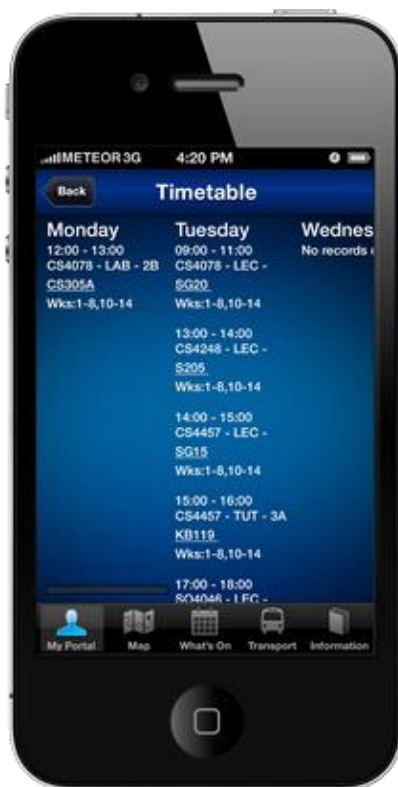 METEOR 3G 4:20 PM
Back Timetable
Monday
12:00 - 13:00
CS4078 - LAB - 2B
CS305A
Wks:1-8,10-14
Tuesday
09:00 - 11:00
CS4078 - LEC -
SG20
Wks:1-8,10-14
13:00 - 14:00
CS4248 - LEC -
S205
Wks:1-8,10-14
14:00 - 15:00
CS4457 - LEC -
SG15
Wks:1-8,10-14
15:00 - 16:00
CS4457 - TUT - 3A
KB119
Wks:1-8,10-14
17:00 - 18:00
SO4046 - LEC -
Wednes
No records
My Portal Map What's On Transport Information